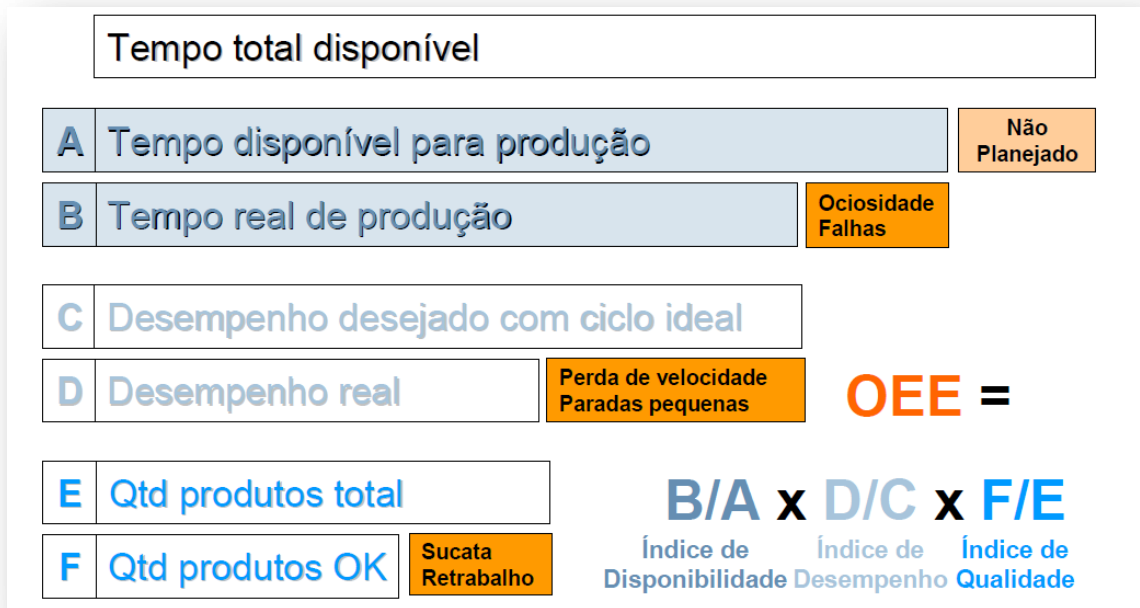 Tempo total disponível
A Tempo disponível para produção
Não
Planejado
B Tempo real de produção
Ociosidade
Falhas
C Desempenho desejado com ciclo ideal
D Desempenho real
Perda de velocidade
Paradas pequenas
OEE =
E Qtd produtos total
F Qtd produtos OK
Sucata
Retrabalho
B/A x D/C x F/E
Índice de Disponibilidade
Índice de Desempenho
Índice de Qualidade